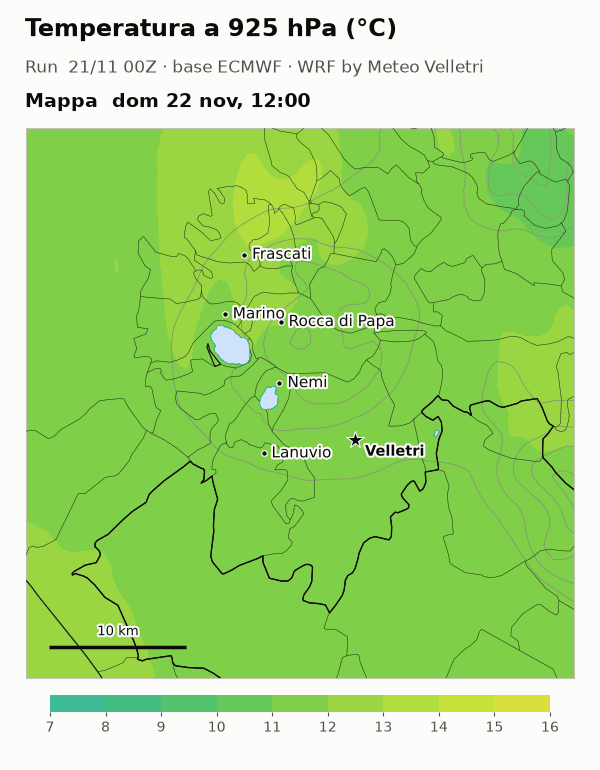 Temperatura a 925 hPa (°C)
Run  21/11 00Z · base ECMWF · WRF by Meteo Velletri
Mappa  dom 22 nov, 12:00
Frascati
Marino
Rocca di Papa
Nemi
Velletri
Lanuvio
10 km
7 8 9 10 11 12 13 14 15 16